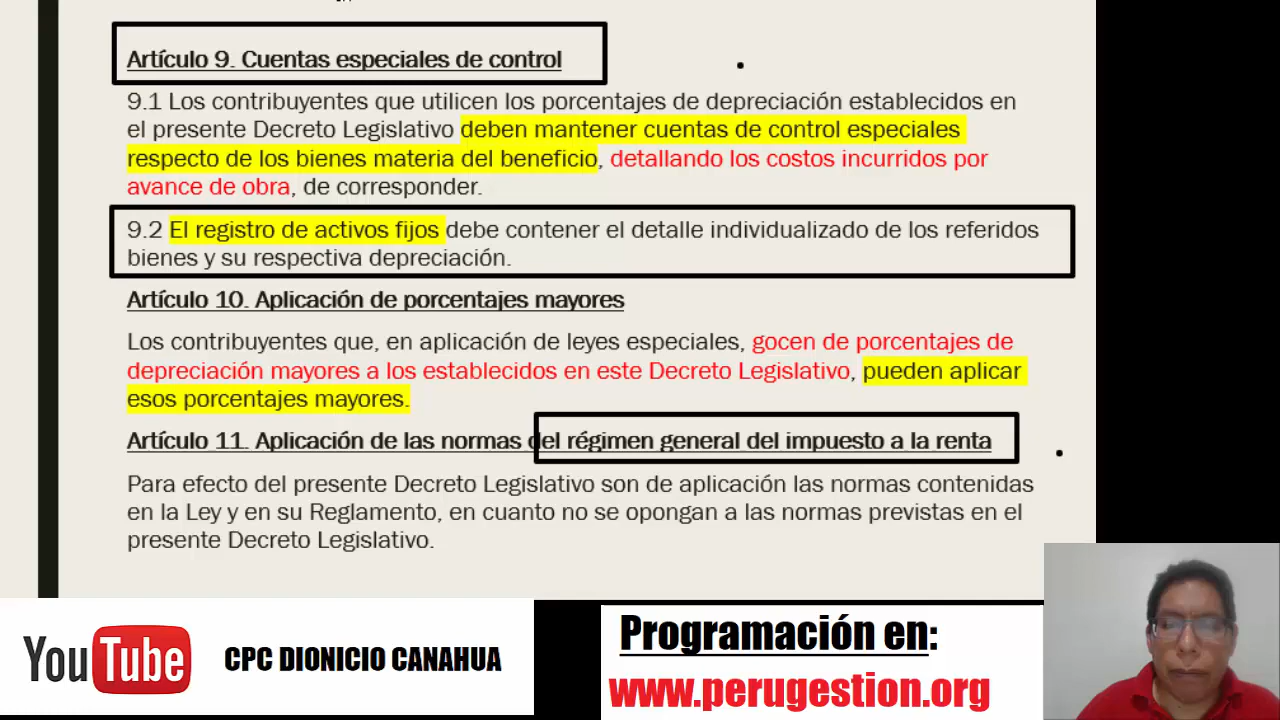 Artículo 9. Cuentas especiales de control
9.1 Los contribuyentes que utilicen los porcentajes de depreciación establecidos en
el presente Decreto Legislativo deben mantener cuentas de control especiales
respecto de los bienes materia del beneficio, detallando los costos incurridos por
avance de obra, de corresponder.
9.2 El registro de activos fijos debe contener el detalle individualizado de los referidos
bienes y su respectiva depreciación.
Artículo 10. Aplicación de porcentajes mayores
Los contribuyentes que, en aplicación de leyes especiales, gocen de porcentajes de
depreciación mayores a los establecidos en este Decreto Legislativo, pueden aplicar
esos porcentajes mayores.
Artículo 11. Aplicación de las normas del régimen general del impuesto a la renta
Para efecto del presente Decreto Legislativo son de aplicación las normas contenidas
en la Ley y en su Reglamento, en cuanto no se opongan a las normas previstas en el
presente Decreto Legislativo.
YouTube
CPC DIONICIO CANAHUA
Programación en:
www.perugestion.org